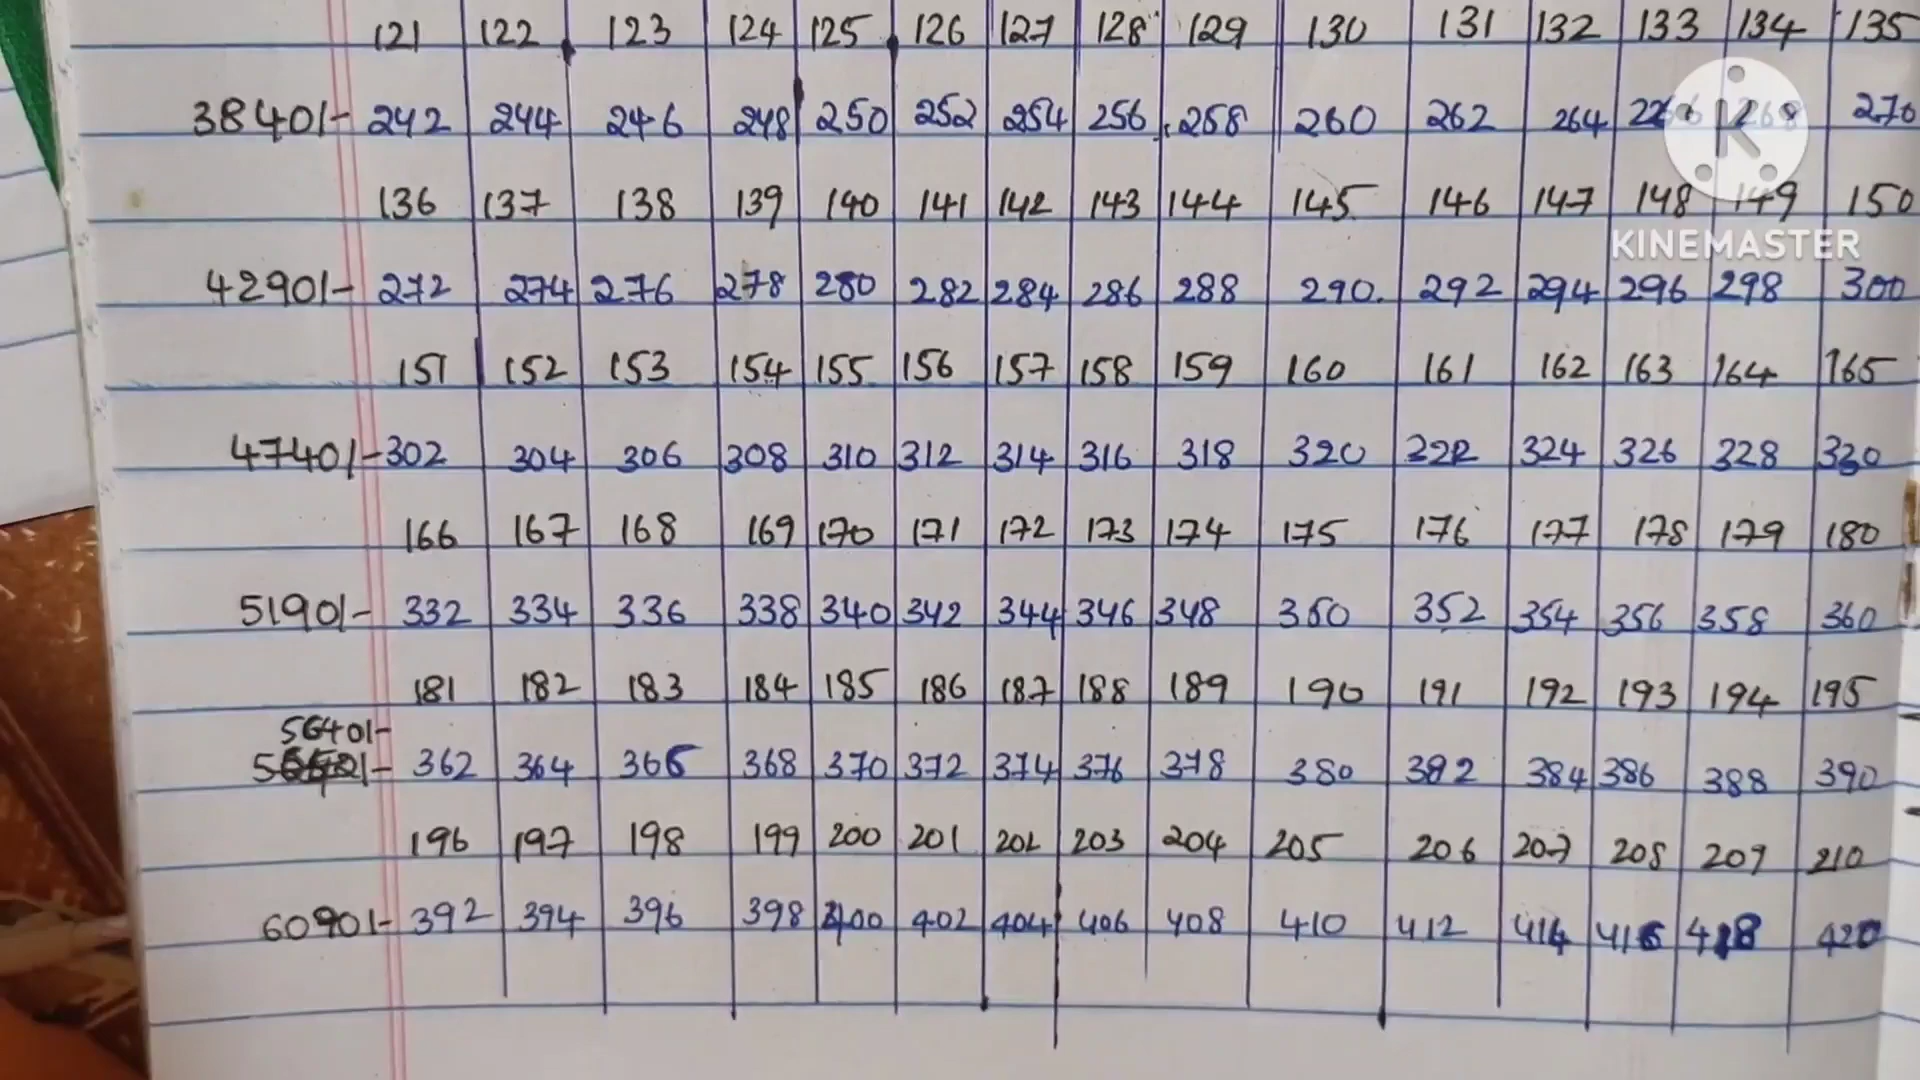 121 122 123 124 125 126 127 128 129 130 131 132 133 134 135
3840/- 242 244 246 248 250 252 254 256 258 260 262 264 266 268 270
136 137 138 139 140 141 142 143 144 145 146 147 148 149 150
KINEMASTER
4290/- 272 274 276 278 280 282 284 286 288 290 292 294 296 298 300
151 152 153 154 155 156 157 158 159 160 161 162 163 164 165
4740/- 302 304 306 308 310 312 314 316 318 320 322 324 326 328 330
166 167 168 169 170 171 172 173 174 175 176 177 178 179 180
5190/- 332 334 336 338 340 342 344 346 348 350 352 354 356 358 360
181 182 183 184 185 186 187 188 189 190 191 192 193 194 195
5640/-
362 364 366 368 370 372 374 376 378 380 382 384 386 388 390
196 197 198 199 200 201 202 203 204 205 206 207 208 209 210
6090/- 392 394 396 398 400 402 404 406 408 410 412 414 416 418 420